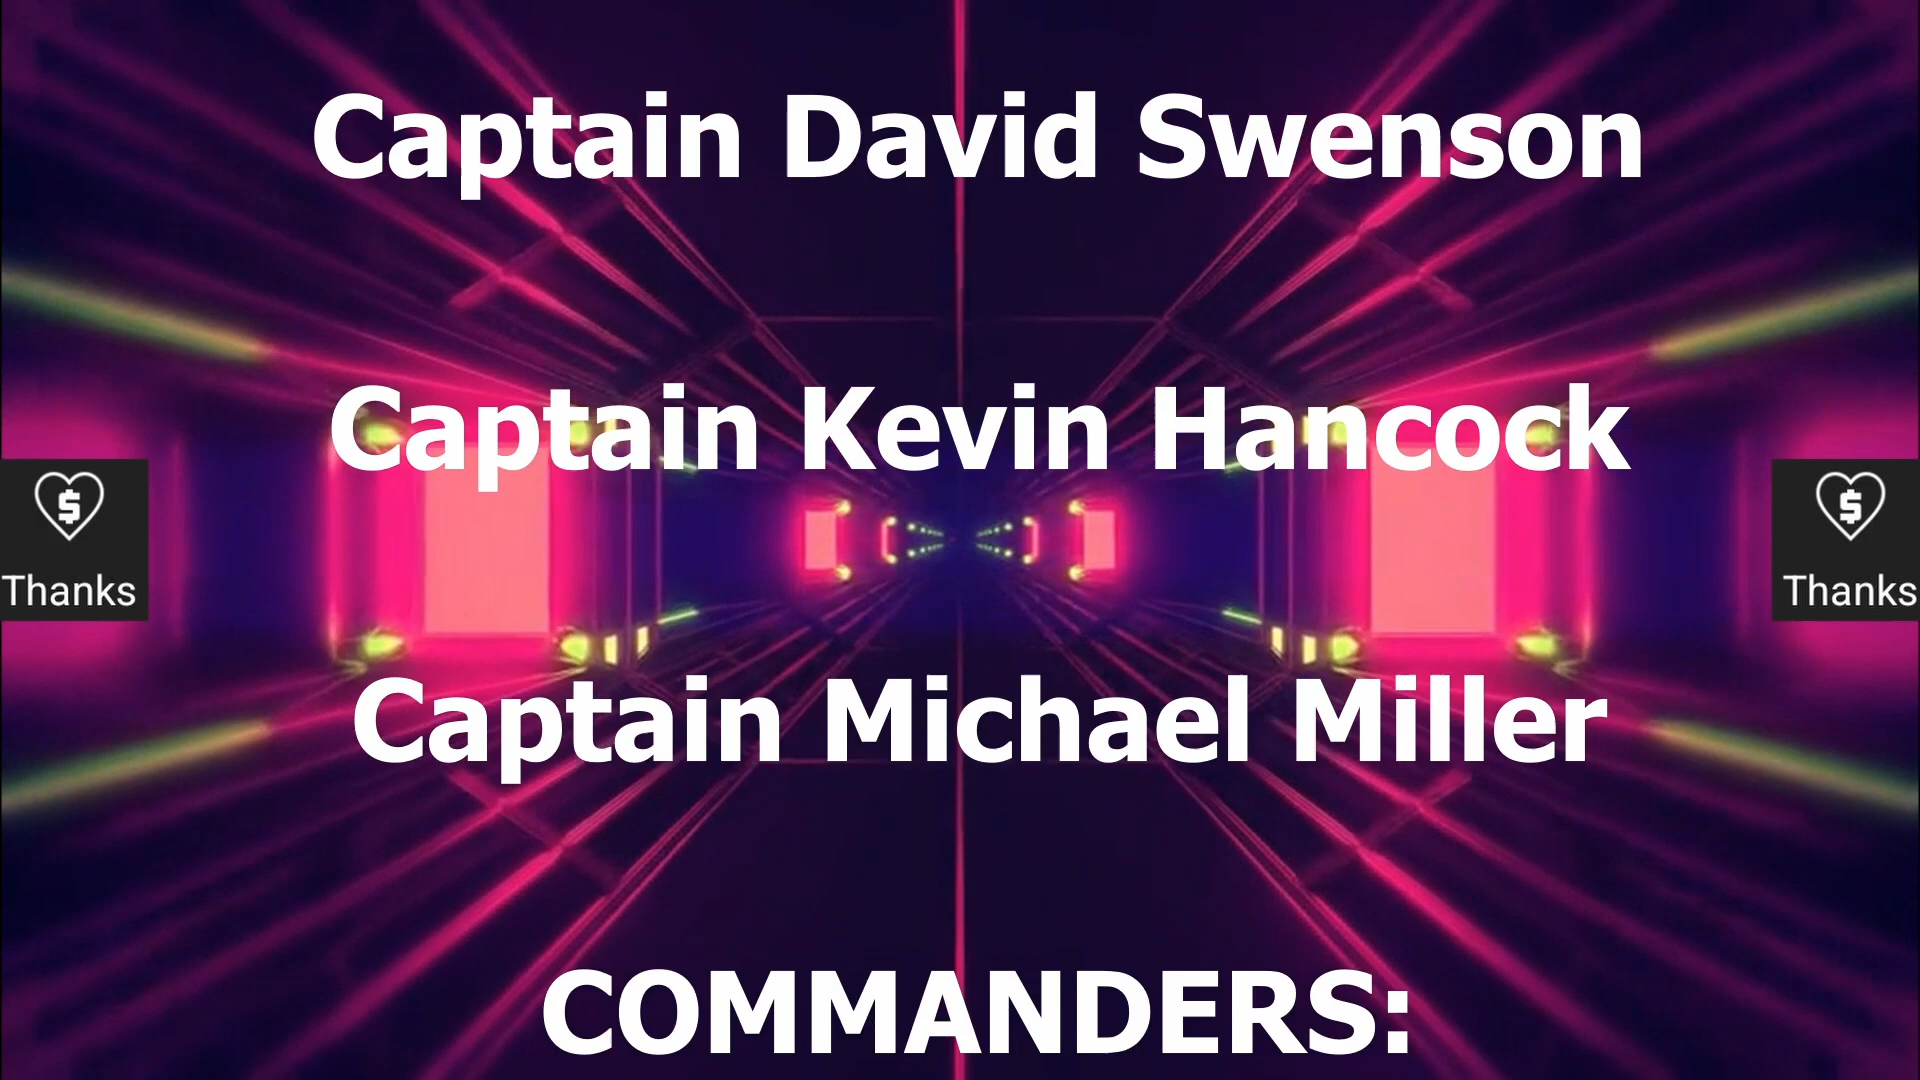 Captain David Swenson
Captain Kevin Hancock
$ $
Thanks Thanks
Captain Michael Miller
COMMANDERS: